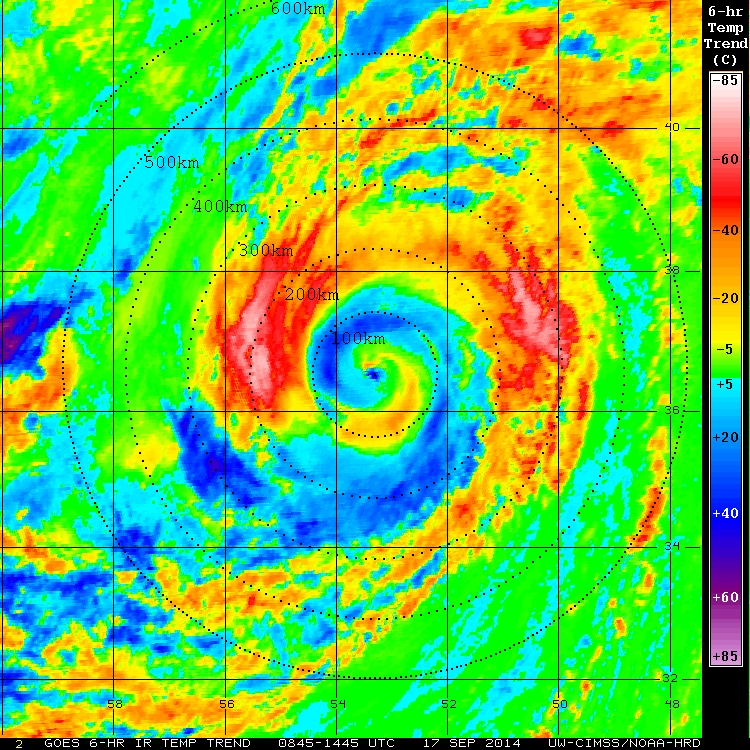 600km
6-hr
Temp
Trend
(C)
-85
40
500km
-60
400km
-40
300km
38
200km
-20
100km
-5
+5
36
+20
+40
34
+60
+85
32
58 56 54 52 50 48
2 GOES 6-HR IR TEMP TREND 0845-1445 UTC 17 SEP 2014 UW-CIMSS/NOAA-HRD